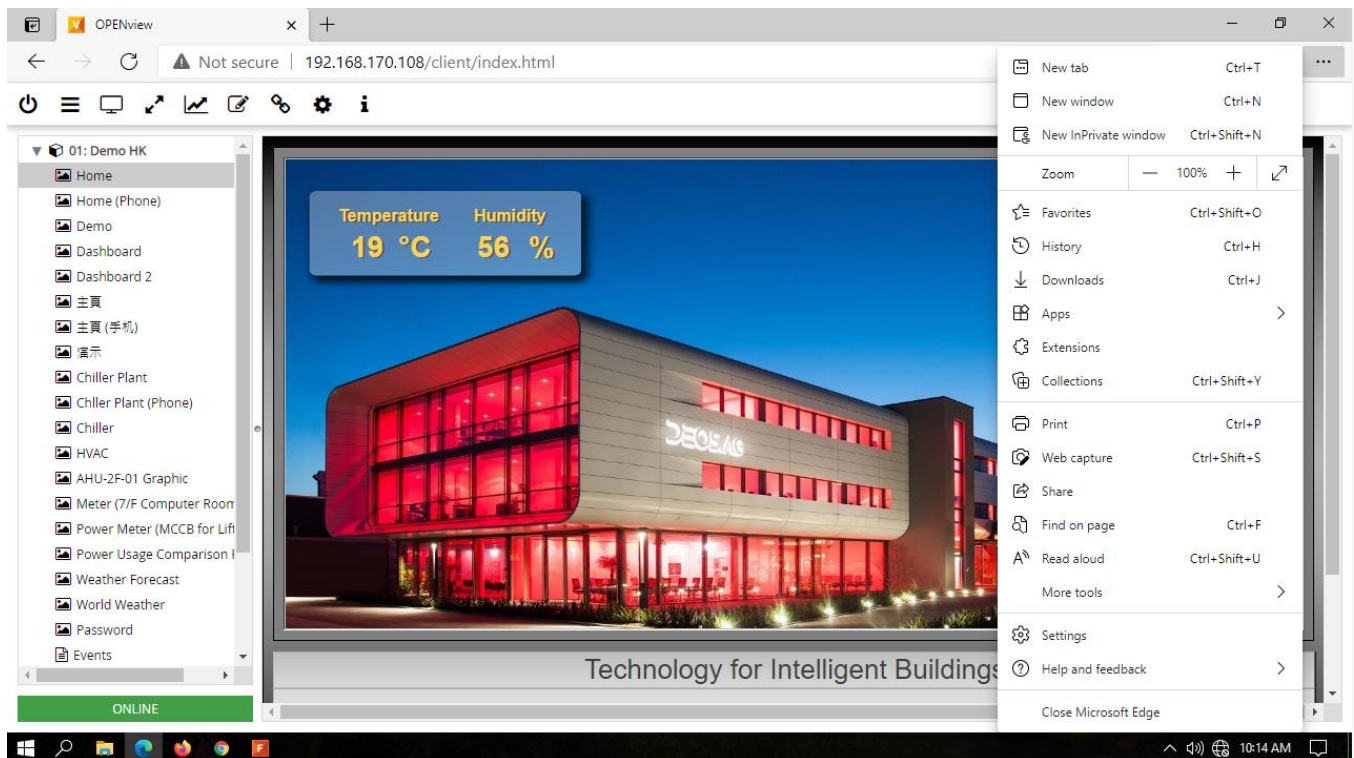 OPENview
Not secure 192.168.170.108/client/index.html
01: Demo HK
Home
Home (Phone)
Demo
Dashboard
Dashboard 2
主頁
主頁 (手机)
演示
Chiller Plant
Chller Plant (Phone)
Chiller
HVAC
AHU-2F-01 Graphic
Meter (7/F Computer Room
Power Meter (MCCB for Lift
Power Usage Comparison
Weather Forecast
World Weather
Password
Events
ONLINE
Temperature Humidity
19 °C 56 %
DEOS AG
Technology for Intelligent Buildings
New tab Ctrl+T
New window Ctrl+N
New InPrivate window Ctrl+Shift+N
Zoom 100%
Favorites Ctrl+Shift+O
History Ctrl+H
Downloads Ctrl+J
Apps
Extensions
Collections Ctrl+Shift+Y
Print Ctrl+P
Web capture Ctrl+Shift+S
Share
Find on page Ctrl+F
Read aloud Ctrl+Shift+U
More tools
Settings
Help and feedback
Close Microsoft Edge
10:14 AM